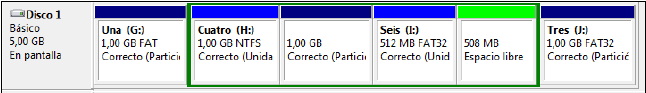 Disco 1
Básico
5,00 GB
En pantalla
Una (G:)
1,00 GB FAT
Correcto (Partici
Cuatro (H:)
1,00 GB NTFS
Correcto (Unida
1,00 GB
Correcto (Partic
Seis (I:)
512 MB FAT32
Correcto (Unid
508 MB
Espacio libre
Tres (J:)
1,00 GB FAT32
Correcto (Partició